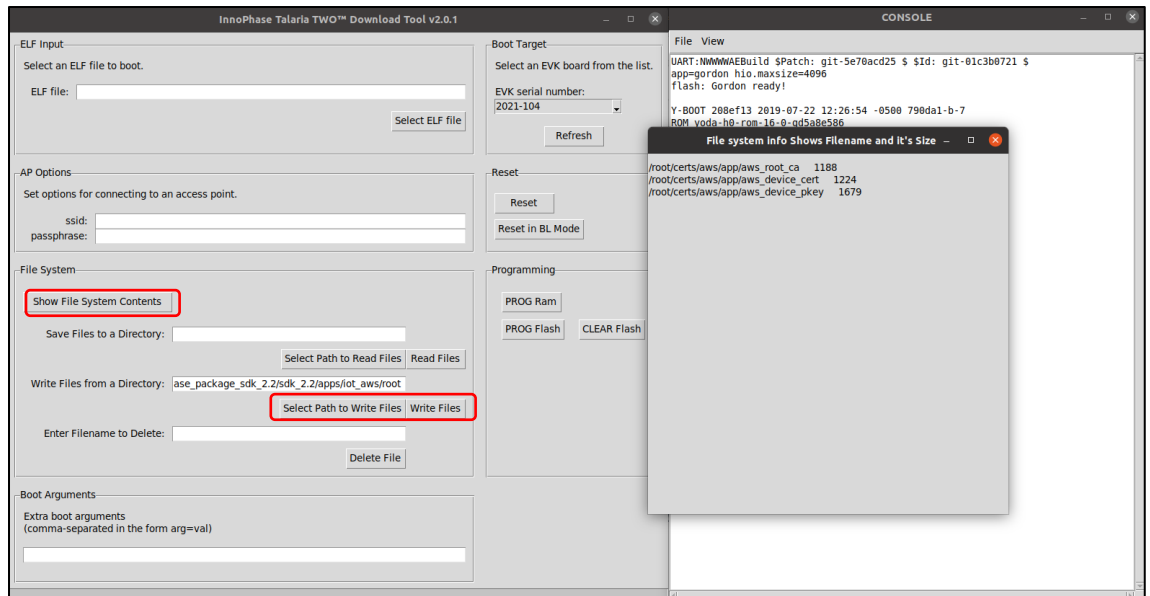 InnoPhase Talaria TWO™ Download Tool v2.0.1
ELF Input
Select an ELF file to boot.
ELF file:
Select ELF file
AP Options
Set options for connecting to an access point.
ssid:
passphrase:
File System
Show File System Contents
Save Files to a Directory:
Select Path to Read Files Read Files
Write Files from a Directory: ase_package_sdk_2.2/sdk_2.2/apps/iot_aws/root
Select Path to Write Files Write Files
Enter Filename to Delete:
Delete File
Boot Arguments
Extra boot arguments
(comma-separated in the form arg=val)
Boot Target
Select an EVK board from the list.
EVK serial number:
2021-104
Refresh
Reset
Reset
Reset in BL Mode
Programming
PROG Ram
PROG Flash CLEAR Flash
CONSOLE
File View
UART:NWWWWAEBuild $Patch: git-5e70acd25 $ $Id: git-01c3b0721 $
app=gordon hio.maxsize=4096
flash: Gordon ready!
Y-BOOT 208ef13 2019-07-22 12:26:54 -0500 790da1-b-7
ROM yoda-h0-rom-16-0-gd5a8e586
File system info Shows Filename and it's Size
/root/certs/aws/app/aws_root_ca 1188
/root/certs/aws/app/aws_device_cert 1224
/root/certs/aws/app/aws_device_pkey 1679